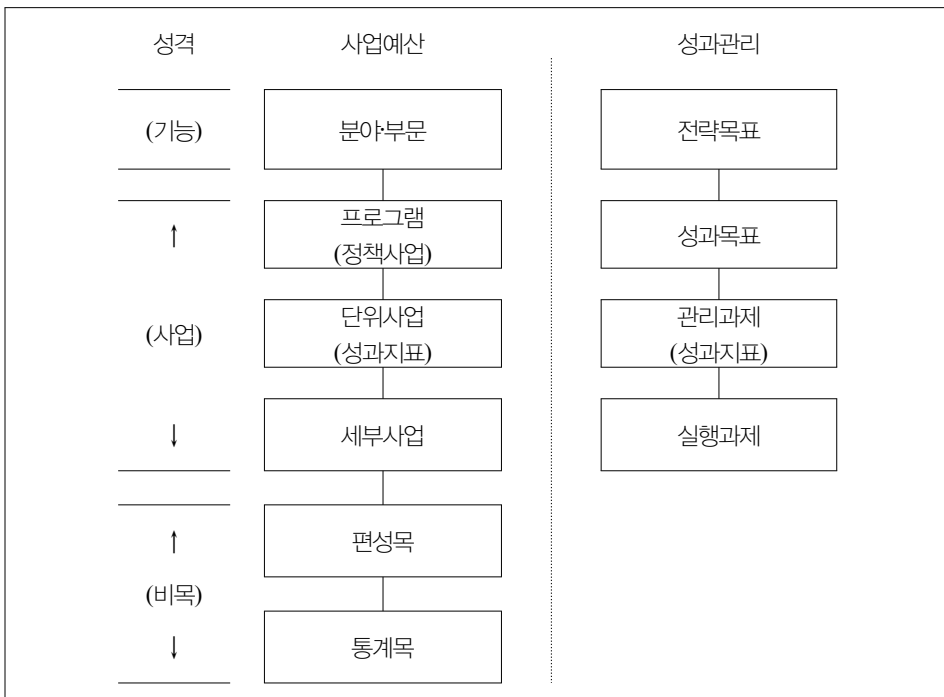 성격 사업예산 성과관리
(기능) 분야·부문 전략목표
↑ 프로그램
(정책사업) 성과목표
(사업) 단위사업
(성과지표) 관리과제
(성과지표)
↓ 세부사업 실행과제
↑ 편성목
(비목)
↓ 통계목